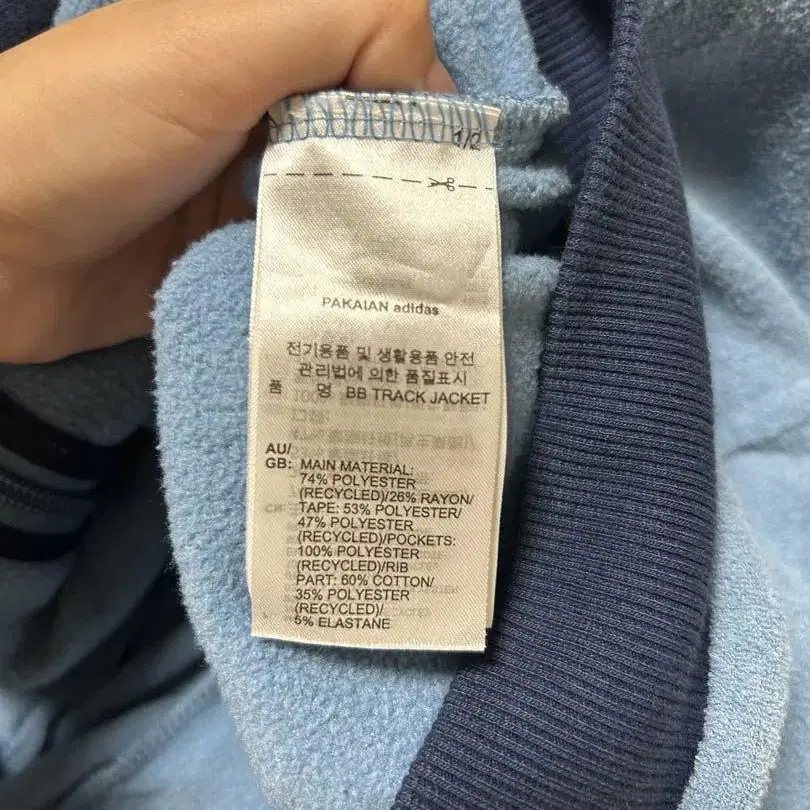 1/2
PAKAIAN adidas
전기용품 및 생활용품 안전
관리법에 의한 품질표시
품 명 BB TRACK JACKET
AU/
GB: MAIN MATERIAL:
74% POLYESTER
(RECYCLED)/26% RAYON/
TAPE: 53% POLYESTER/
47% POLYESTER
(RECYCLED)/POCKETS:
100% POLYESTER
(RECYCLED)/RIB
PART: 60% COTTON/
35% POLYESTER
(RECYCLED)/
5% ELASTANE